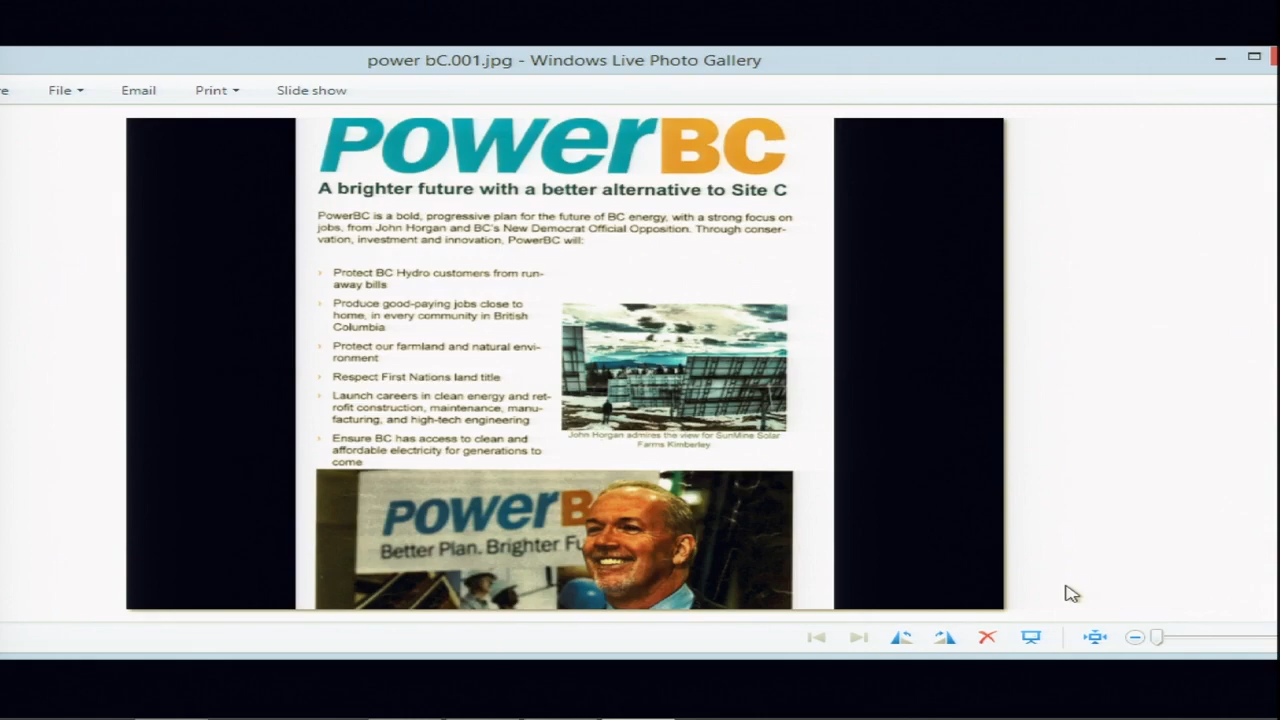 power bC.001.jpg - Windows Live Photo Gallery
File
Email
Print
Slide show
PowerBC
A brighter future with a better alternative to Site C
PowerBC is a bold, progressive plan for the future of BC energy, with a strong focus on
jobs, from John Horgan and BC's New Democrat Official Opposition. Through conser-
vation, investment and innovation, PowerBC will:
› Protect BC Hydro customers from run-
away bills
› Produce good-paying jobs close to
home, in every community in British
Columbia
› Protect our farmland and natural envi-
ronment
› Respect First Nations land title
› Launch careers in clean energy and ret-
rofit construction, maintenance, manu-
facturing, and high-tech engineering
› Ensure BC has access to clean and
affordable electricity for generations to
come
John Horgan admires the view for SunMine Solar
Farms Kimberley
PowerB
Better Plan. Brighter Fu